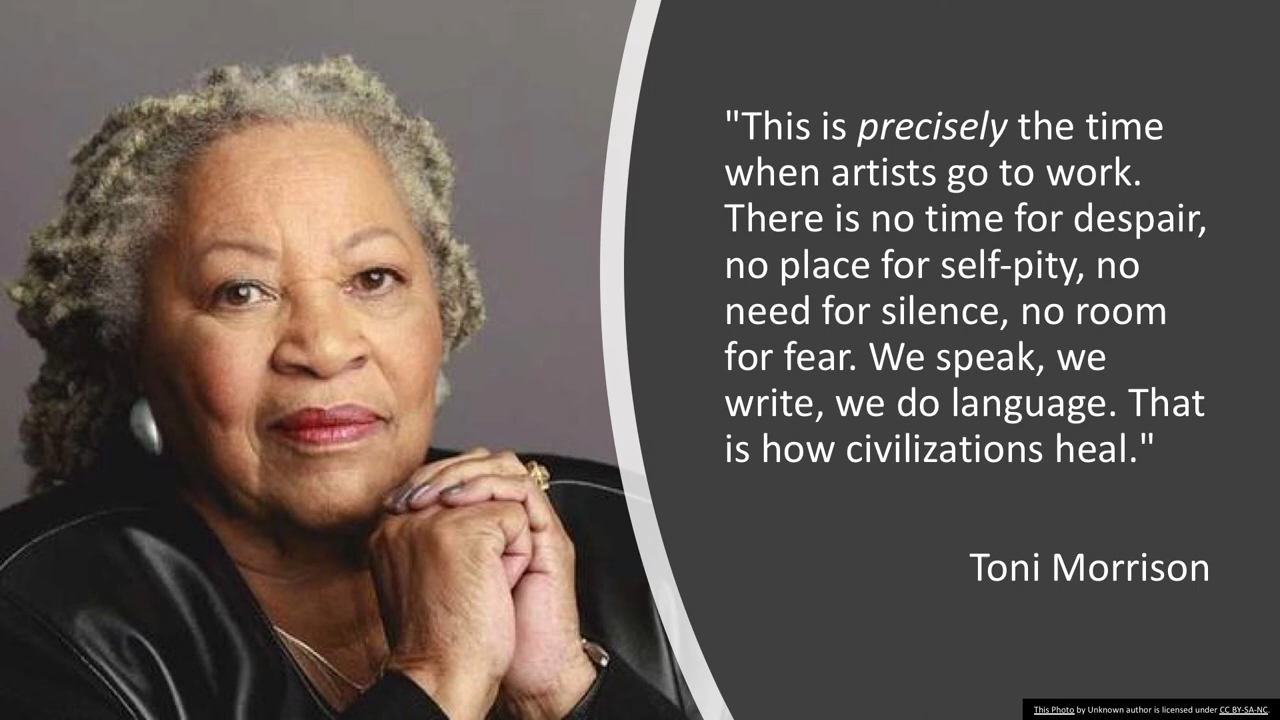 "This is precisely the time
when artists go to work.
There is no time for despair,
no place for self-pity, no
need for silence, no room
for fear. We speak, we
write, we do language. That
is how civilizations heal."
Toni Morrison
This Photo by Unknown author is licensed under CC BY-SA-NC.